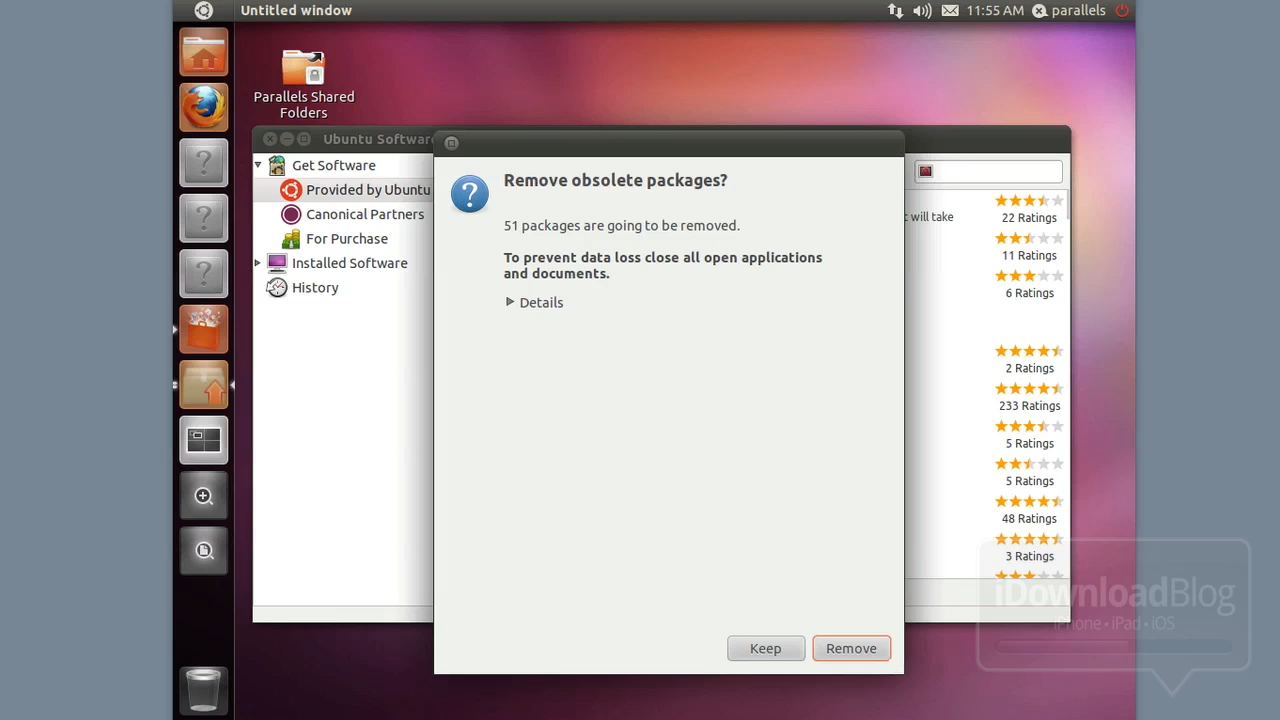 Untitled window
11:55 AM
parallels
Parallels Shared
Folders
Ubuntu Softwar
Get Software
Provided by Ubuntu
Canonical Partners
For Purchase
Installed Software
History
Remove obsolete packages?
51 packages are going to be removed.
To prevent data loss close all open applications
and documents.
Details
Keep
Remove
t will take
22 Ratings
11 Ratings
6 Ratings
2 Ratings
233 Ratings
5 Ratings
5 Ratings
48 Ratings
3 Ratings
iDownloadBlog
iPhone • iPad • iOS